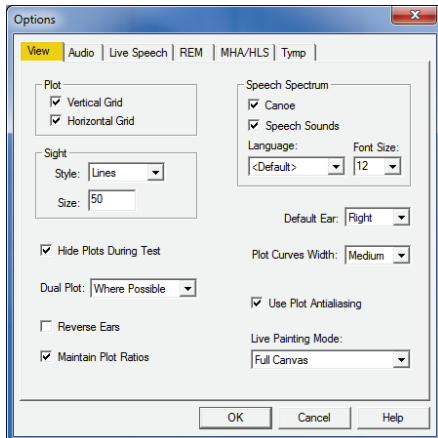 Options
View Audio Live Speech REM MHA/HLS Tymp
Plot
Vertical Grid
Horizontal Grid
Sight
Style: Lines
Size: 50
Hide Plots During Test
Dual Plot: Where Possible
Reverse Ears
Maintain Plot Ratios
Speech Spectrum
Canoe
Speech Sounds
Language: Font Size:
<Default> 12
Default Ear: Right
Plot Curves Width: Medium
Use Plot Antialiasing
Live Painting Mode:
Full Canvas
OK Cancel Help